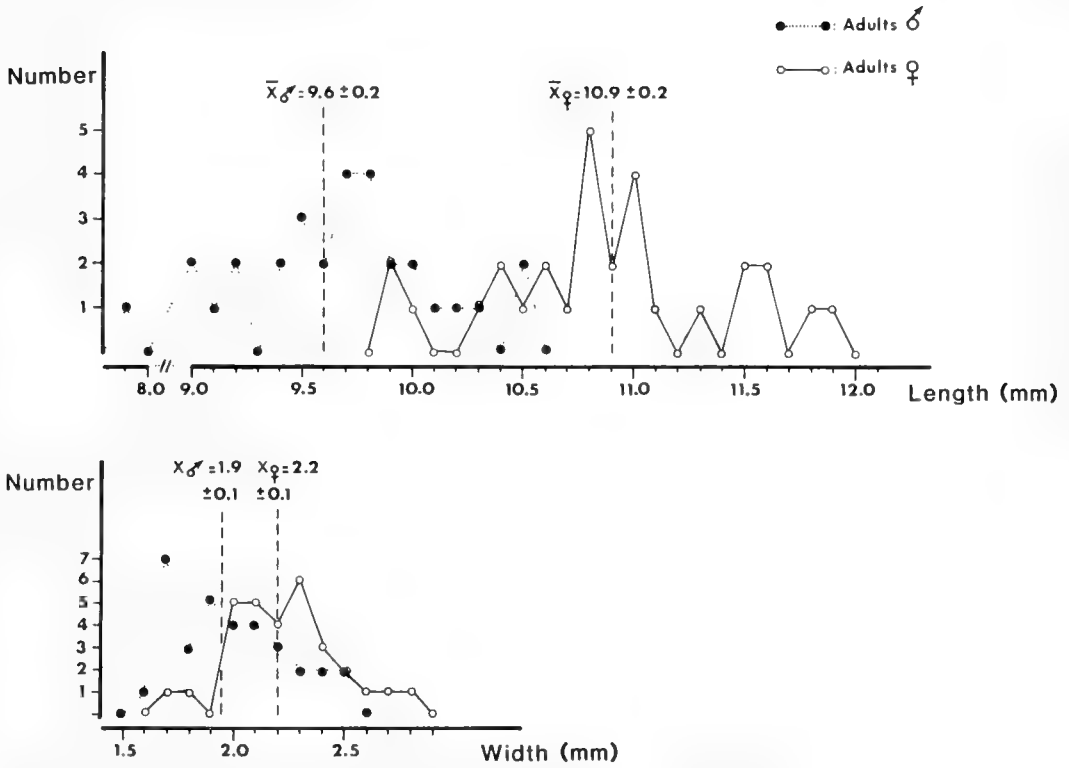 ●┈┈● : Adults ♂
○—○ : Adults ♀
Number
X̄♂=9.6 ±0.2
X̄♀=10.9 ±0.2
5
4
3
2
1
8.0 // 9.0 9.5 10.0 10.5 11.0 11.5 12.0 Length (mm)
X♂=1.9 X♀=2.2
±0.1 ±0.1
Number
7
6
5
4
3
2
1
1.5 2.0 2.5 Width (mm)